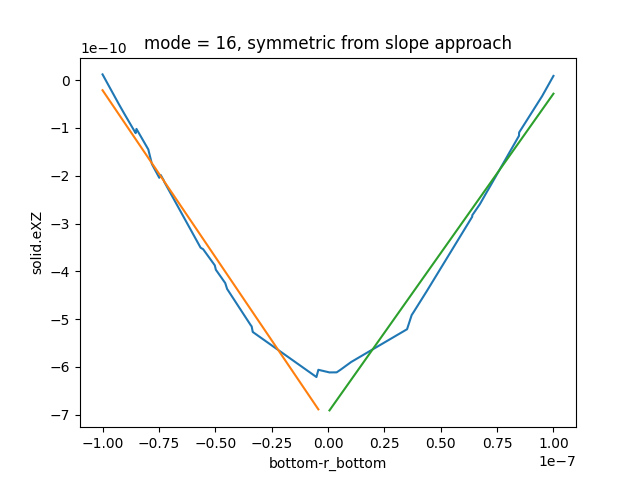 mode = 16, symmetric from slope approach
1e−10
0
−1
−2
−3
−4
−5
−6
−7
solid.eXZ
−1.00 −0.75 −0.50 −0.25 0.00 0.25 0.50 0.75 1.00
1e−7
bottom-r_bottom